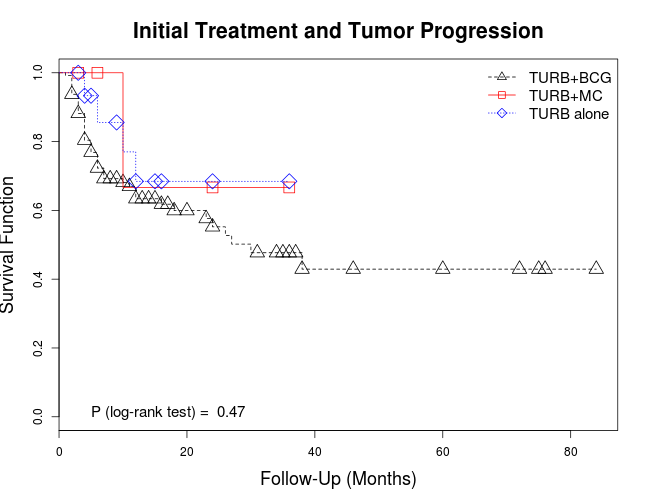 Initial Treatment and Tumor Progression
TURB+BCG
TURB+MC
TURB alone
Survival Function
1.0
0.8
0.6
0.4
0.2
0.0
P (log-rank test) = 0.47
0 20 40 60 80
Follow-Up (Months)